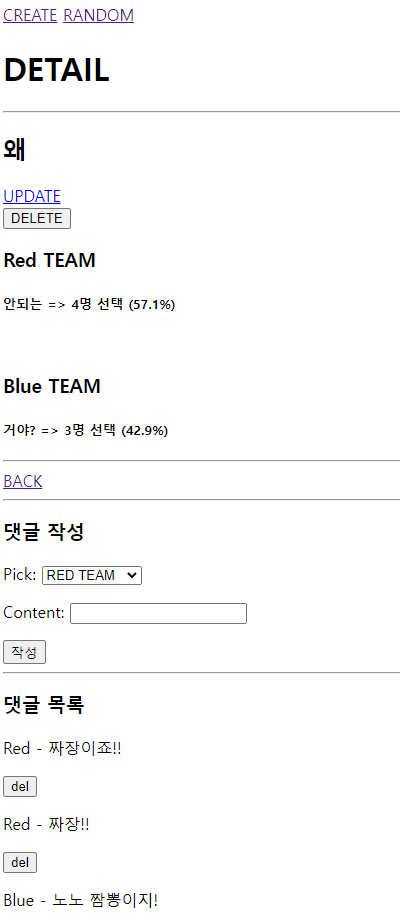 CREATE RANDOM
DETAIL
왜
UPDATE
DELETE
Red TEAM
안되는 => 4명 선택 (57.1%)
Blue TEAM
거야? => 3명 선택 (42.9%)
BACK
댓글 작성
Pick: RED TEAM
Content:
작성
댓글 목록
Red - 짜장이죠!!
del
Red - 짜장!!
del
Blue - 노노 짬뽕이지!